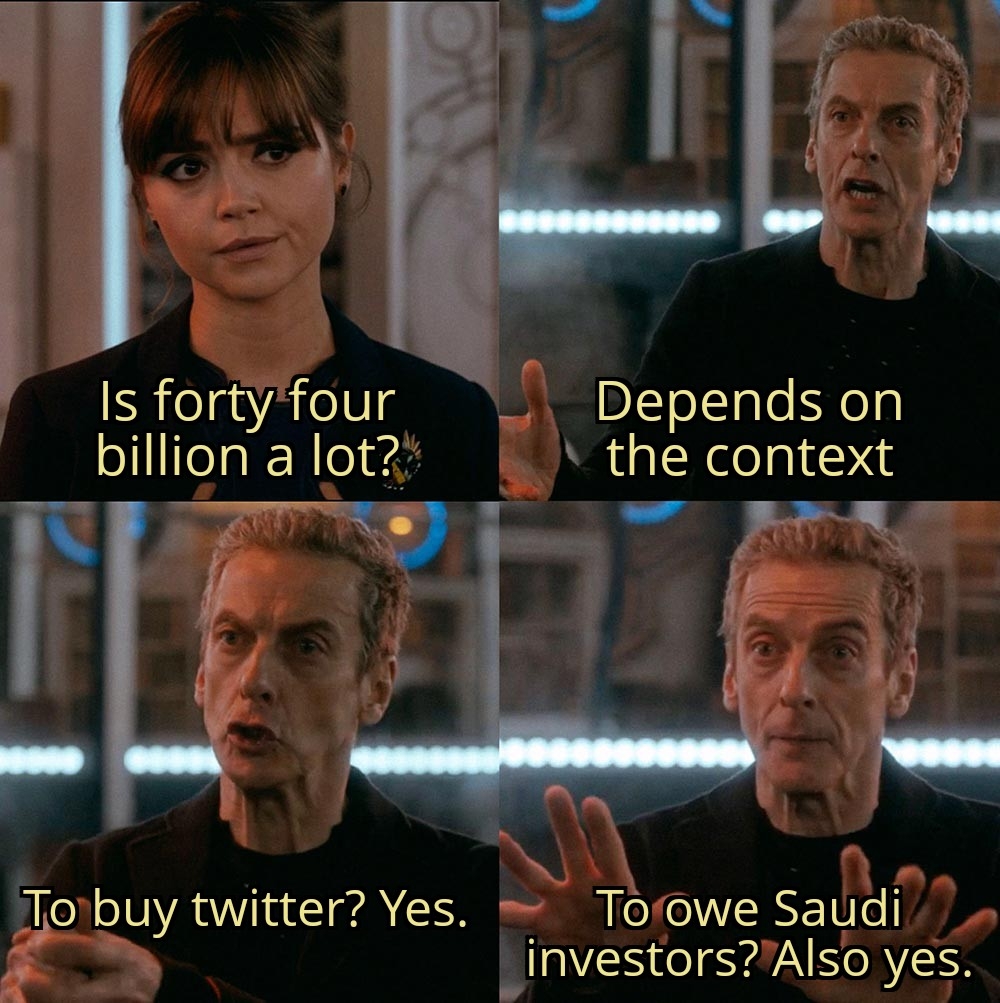 Is forty four
billion a lot?
Depends on
the context
To buy twitter? Yes.
To owe Saudi
investors? Also yes.